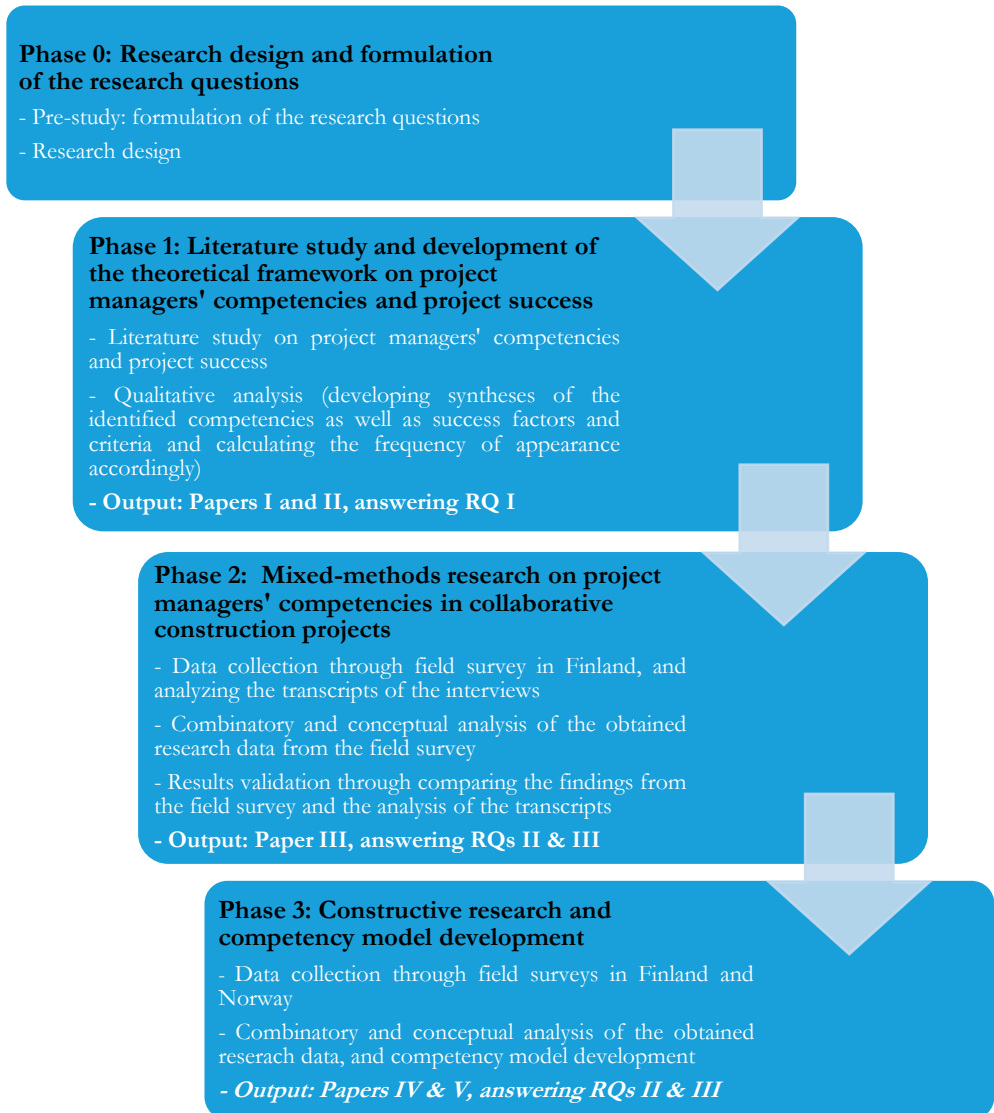 Phase 0: Research design and formulation
of the research questions
- Pre-study: formulation of the research questions
- Research design
Phase 1: Literature study and development of
the theoretical framework on project
managers' competencies and project success
- Literature study on project managers' competencies
and project success
- Qualitative analysis (developing syntheses of the
identified competencies as well as success factors and
criteria and calculating the frequency of appearance
accordingly)
- Output: Papers I and II, answering RQ I
Phase 2: Mixed-methods research on project
managers' competencies in collaborative
construction projects
- Data collection through field survey in Finland, and
analyzing the transcripts of the interviews
- Combinatory and conceptual analysis of the obtained
research data from the field survey
- Results validation through comparing the findings from
the field survey and the analysis of the transcripts
- Output: Paper III, answering RQs II & III
Phase 3: Constructive research and
competency model development
- Data collection through field surveys in Finland and
Norway
- Combinatory and conceptual analysis of the obtained
reserach data, and competency model development
- Output: Papers IV & V, answering RQs II & III